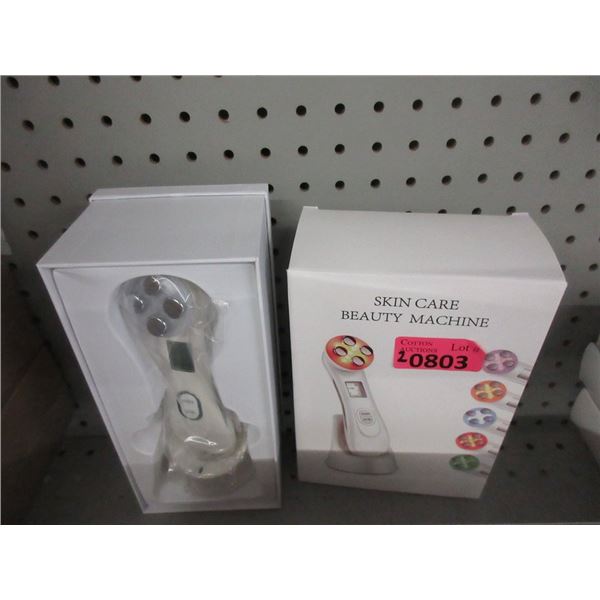 SKIN CARE
BEAUTY MACHINE
COTTON
AUCTIONS
Lot #
20803